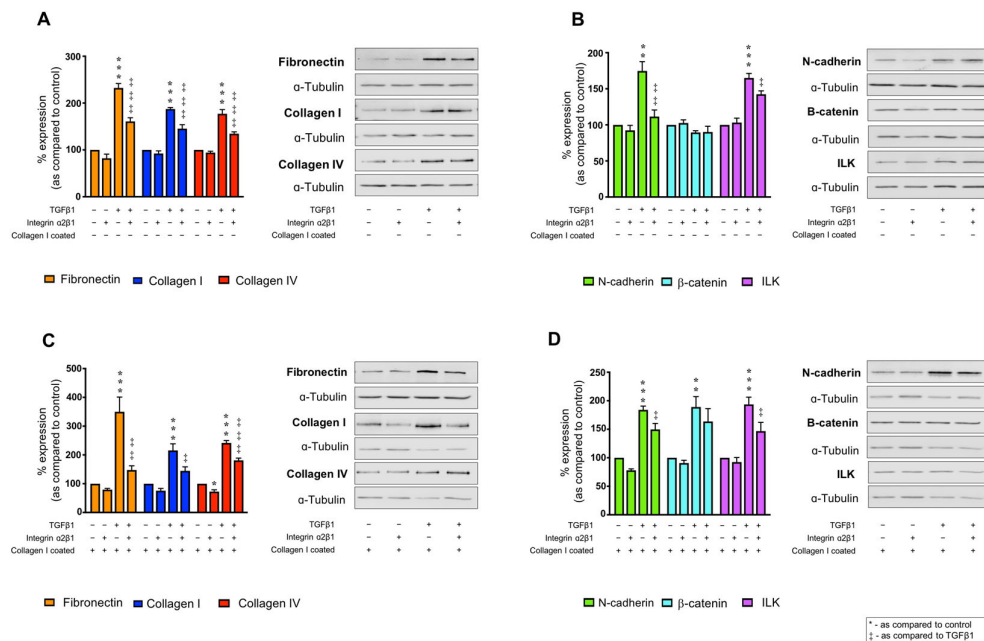 A
% expression
(as compared to control)
300
200
100
0
* * *
‡ ‡ ‡ ‡
* * *
‡ ‡ ‡
* *
‡ ‡ ‡ ‡
TGFβ1 – – + + – – + + – – + +
Integrin α2β1 – + – + – + – + – + – +
Collagen I coated – – – – – – – – – – – –
Fibronectin
α-Tubulin
Collagen I
α-Tubulin
Collagen IV
α-Tubulin
TGFβ1 – – + +
Integrin α2β1 – + – +
Collagen I coated – – – –
Fibronectin Collagen I Collagen IV
B
% expression
(as compared to control)
200
150
100
50
0
* *
‡ ‡ ‡
* * *
‡
TGFβ1 – – + + – – + + – – + +
Integrin α2β1 – + – + – + – + – + – +
Collagen I coated – – – – – – – – – – – –
N-cadherin
α-Tubulin
B-catenin
α-Tubulin
ILK
α-Tubulin
TGFβ1 – – + +
Integrin α2β1 – + – +
Collagen I coated – – – –
N-cadherin β-catenin ILK
C
% expression
(as compared to control)
500
400
300
200
100
0
* * *
‡ ‡ ‡
* * *
‡
*
* * *
‡ ‡ ‡ ‡
TGFβ1 – – + + – – + + – – + +
Integrin α2β1 – + – + – + – + – + – +
Collagen I coated + + + + + + + + + + + +
Fibronectin
α-Tubulin
Collagen I
α-Tubulin
Collagen IV
α-Tubulin
TGFβ1 – – + +
Integrin α2β1 – + – +
Collagen I coated + + + +
Fibronectin Collagen I Collagen IV
D
% expression
(as compared to control)
250
200
150
100
50
0
* * *
‡
* *
* * *
‡
TGFβ1 – – + + – – + + – – + +
Integrin α2β1 – + – + – + – + – + – +
Collagen I coated + + + + + + + + + + + +
N-cadherin
α-Tubulin
B-catenin
α-Tubulin
ILK
α-Tubulin
TGFβ1 – – + +
Integrin α2β1 – + – +
Collagen I coated + + + +
N-cadherin β-catenin ILK
* - as compared to control
‡ - as compared to TGFβ1